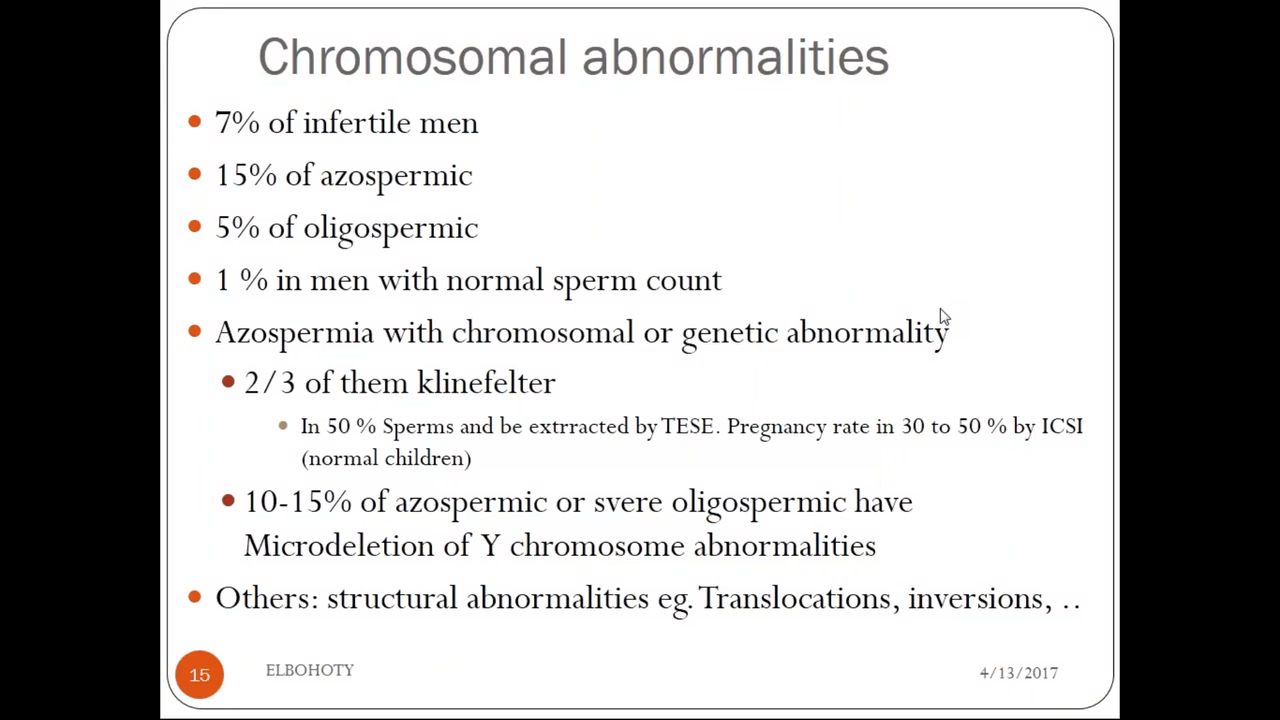 Chromosomal abnormalities
7% of infertile men
15% of azospermic
5% of oligospermic
1 % in men with normal sperm count
Azospermia with chromosomal or genetic abnormality
2/3 of them klinefelter
In 50 % Sperms and be extrracted by TESE. Pregnancy rate in 30 to 50 % by ICSI
(normal children)
10-15% of azospermic or svere oligospermic have
Microdeletion of Y chromosome abnormalities
Others: structural abnormalities eg. Translocations, inversions, ..
15
ELBOHOTY
4/13/2017